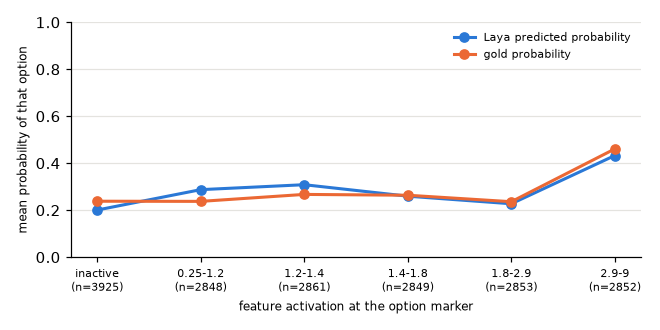 1.0
0.8
0.6
0.4
0.2
0.0
mean probability of that option
Laya predicted probability
gold probability
inactive
(n=3925)
0.25-1.2
(n=2848)
1.2-1.4
(n=2861)
1.4-1.8
(n=2849)
1.8-2.9
(n=2853)
2.9-9
(n=2852)
feature activation at the option marker